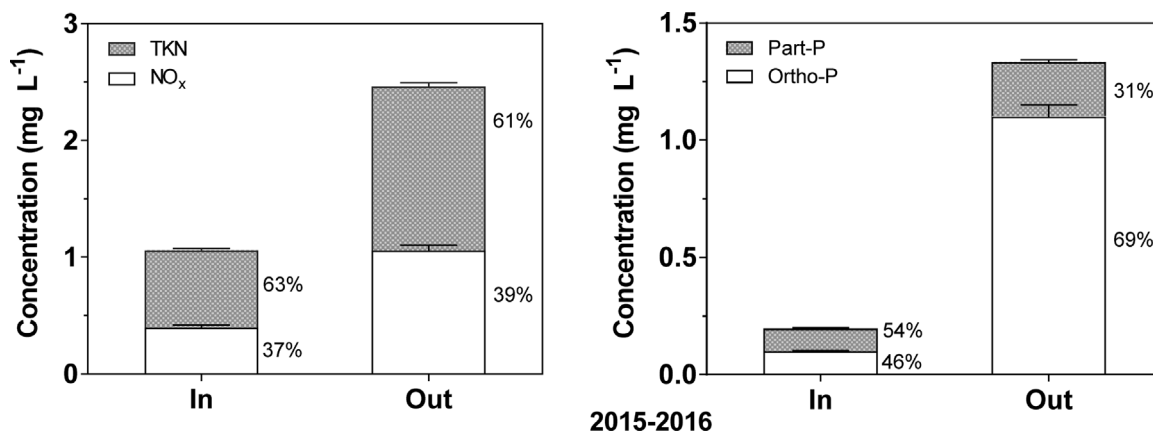 Concentration (mg L⁻¹)
3
2
1
0
TKN
NOₓ
63%
37%
61%
39%
In
Out
Concentration (mg L⁻¹)
1.5
1.0
0.5
0.0
Part-P
Ortho-P
54%
46%
31%
69%
In
Out
2015-2016